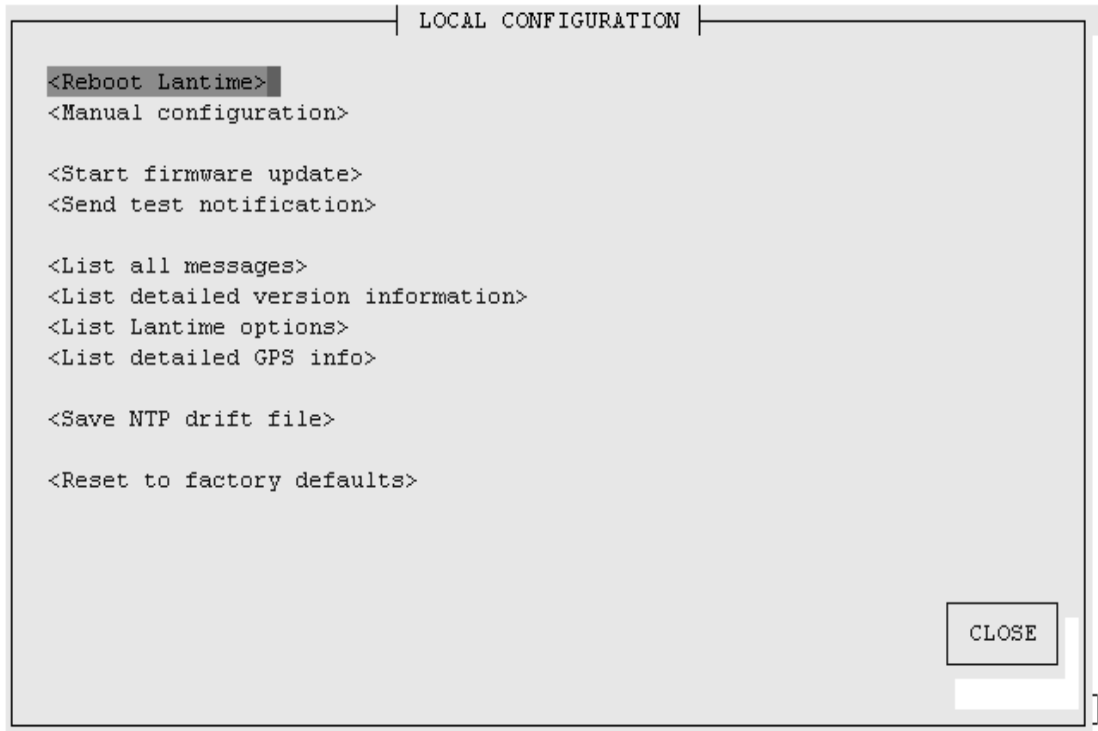 LOCAL CONFIGURATION
<Reboot Lantime>
<Manual configuration>
<Start firmware update>
<Send test notification>
<List all messages>
<List detailed version information>
<List Lantime options>
<List detailed GPS info>
<Save NTP drift file>
<Reset to factory defaults>
CLOSE